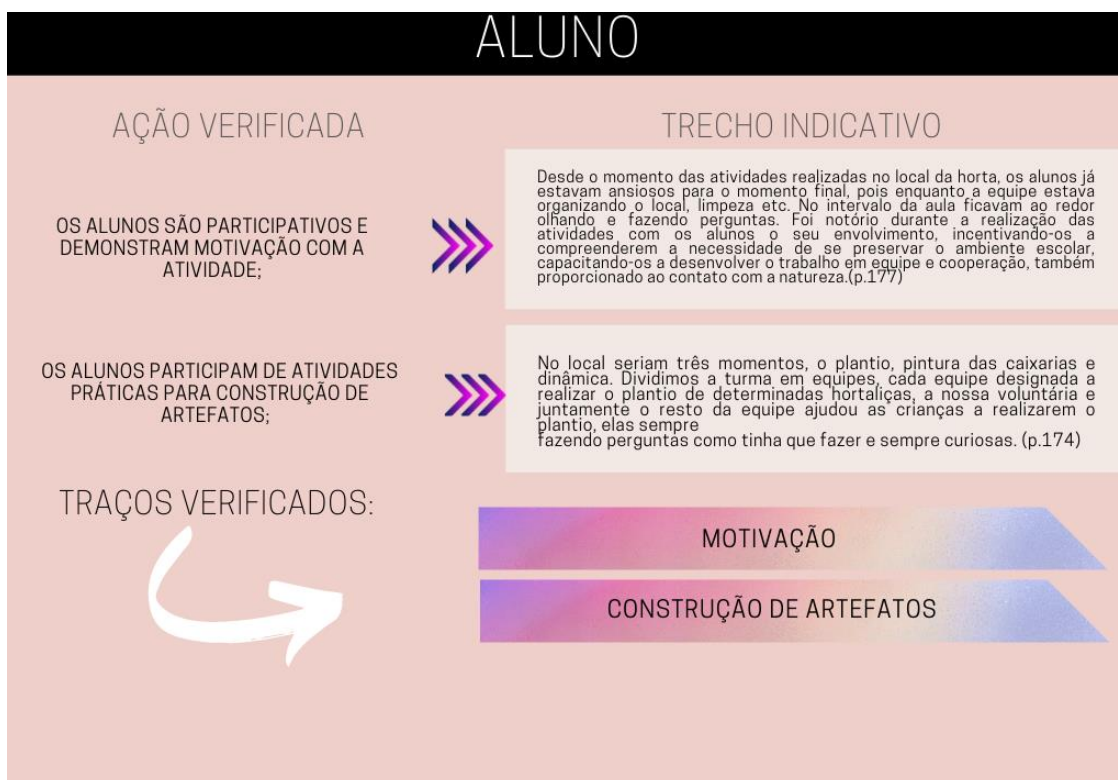 ALUNO
AÇÃO VERIFICADA
TRECHO INDICATIVO
OS ALUNOS SÃO PARTICIPATIVOS E
DEMONSTRAM MOTIVAÇÃO COM A
ATIVIDADE;
Desde o momento das atividades realizadas no local da horta, os alunos já
estavam ansiosos para o momento final, pois enquanto a equipe estava
organizando o local, limpeza etc. No intervalo da aula ficavam ao redor
olhando e fazendo perguntas. Foi notório durante a realização das
atividades com os alunos o seu envolvimento, incentivando-os a
compreenderem a necessidade de se preservar o ambiente escolar,
capacitando-os a desenvolver o trabalho em equipe e cooperação, também
proporcionado ao contato com a natureza.(p.177)
OS ALUNOS PARTICIPAM DE ATIVIDADES
PRÁTICAS PARA CONSTRUÇÃO DE
ARTEFATOS;
No local seriam três momentos, o plantio, pintura das caixarias e
dinâmica. Dividimos a turma em equipes, cada equipe designada a
realizar o plantio de determinadas hortaliças, a nossa voluntária e
juntamente o resto da equipe ajudou as crianças a realizarem o
plantio, elas sempre
fazendo perguntas como tinha que fazer e sempre curiosas. (p.174)
TRAÇOS VERIFICADOS:
MOTIVAÇÃO
CONSTRUÇÃO DE ARTEFATOS